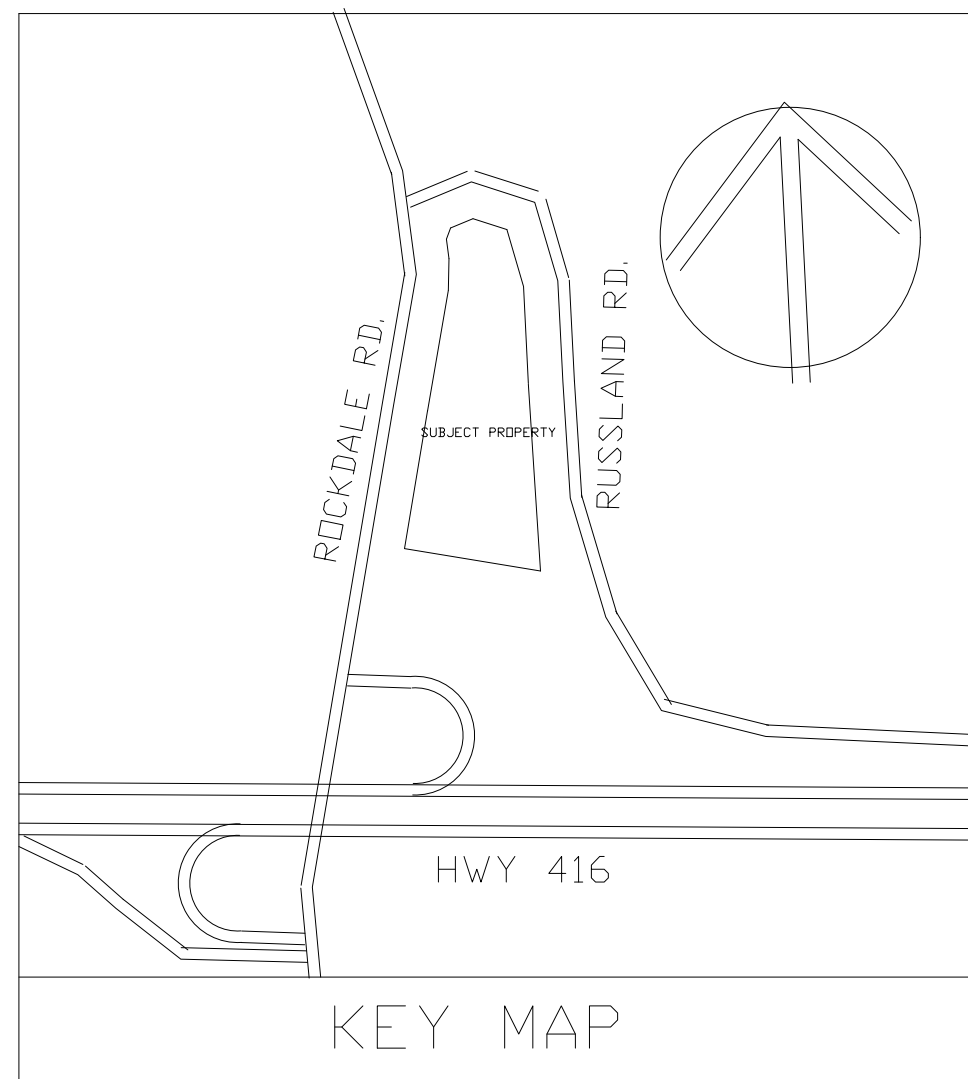 ROCKDALE RD.
RUSSLAND RD.
SUBJECT PROPERTY
HWY 416
KEY MAP